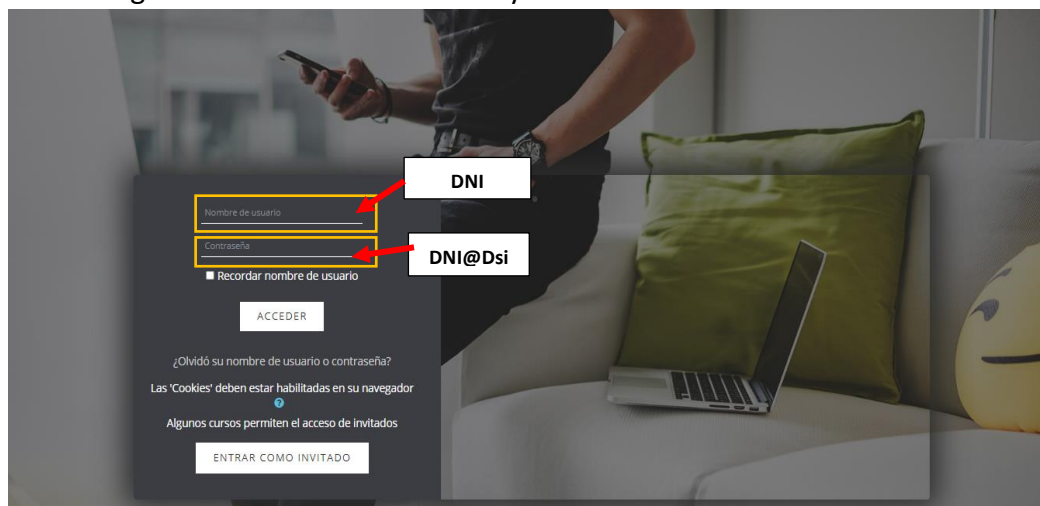 DNI
Nombre de usuario
Contraseña
DNI@Dsi
Recordar nombre de usuario
ACCEDER
¿Olvidó su nombre de usuario o contraseña?
Las 'Cookies' deben estar habilitadas en su navegador
?
Algunos cursos permiten el acceso de invitados
ENTRAR COMO INVITADO